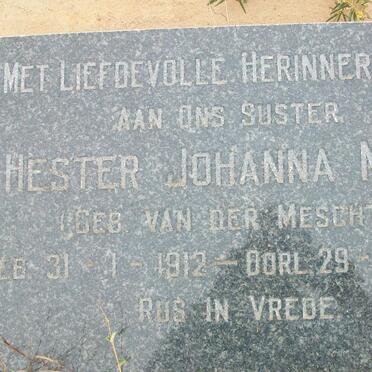 MET LIEFDEVOLLE HERINNER
AAN ONS SUSTER
HESTER JOHANNA
(GEB. VAN DER MESCHT
EB. 31-1-1912 — OORL. 29-
RUS IN VREDE.